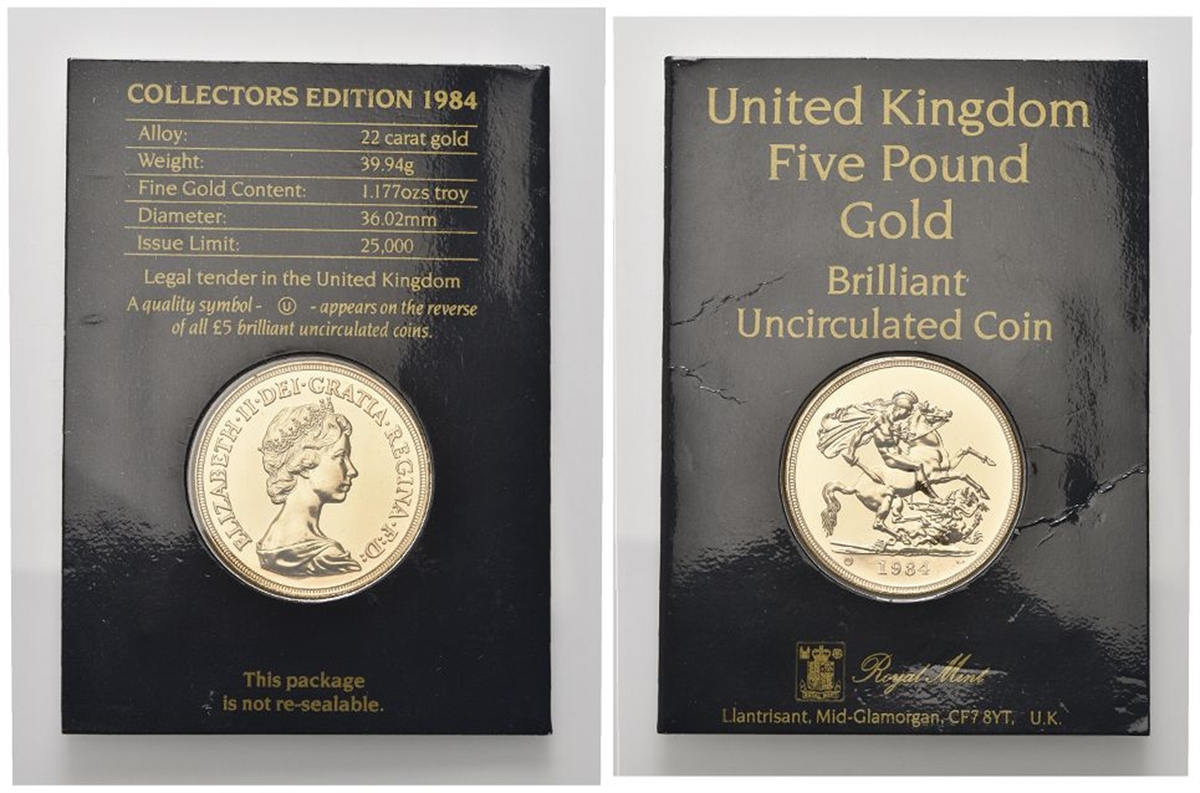 COLLECTORS EDITION 1984
Alloy: 22 carat gold
Weight: 39.94g
Fine Gold Content: 1.177ozs troy
Diameter: 36.02mm
Issue Limit: 25,000
Legal tender in the United Kingdom
A quality symbol - Ⓤ - appears on the reverse
of all £5 brilliant uncirculated coins.
ELIZABETH·II·DEI·GRATIA·REGINA·F:D:
This package
is not re-sealable.
United Kingdom
Five Pound
Gold
Brilliant
Uncirculated Coin
1984
Royal Mint
Llantrisant, Mid-Glamorgan, CF7 8YT, U.K.